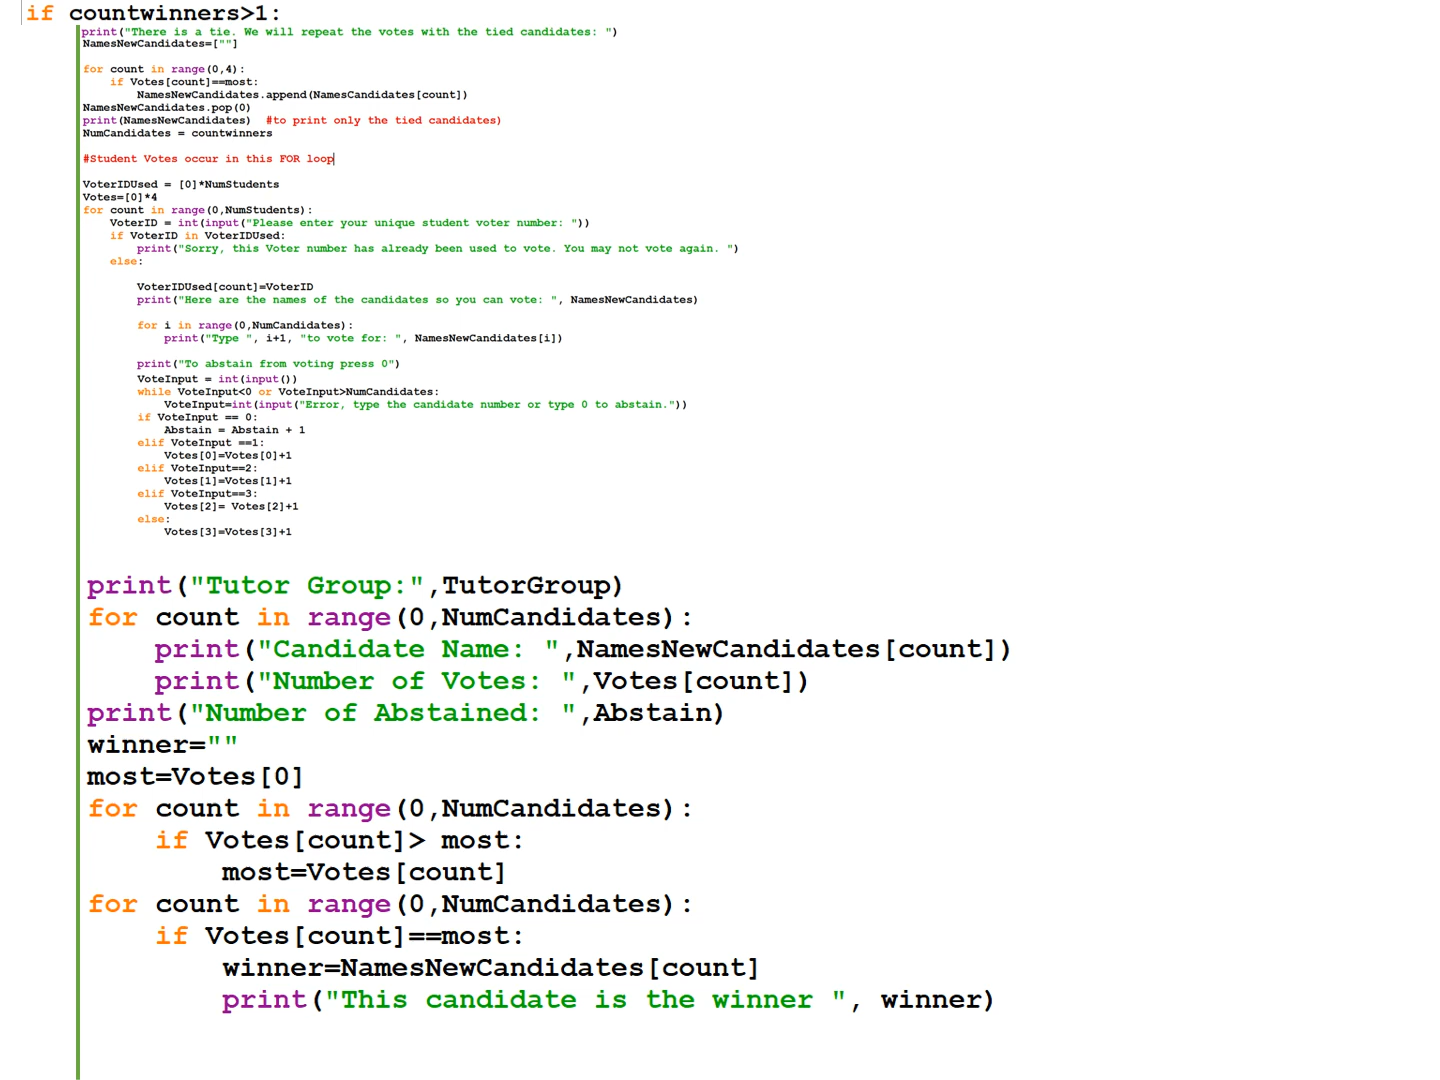 if countwinners>1:
print("There is a tie. We will repeat the votes with the tied candidates: ")
NamesNewCandidates=[""]
for count in range(0,4):
if Votes[count]==most:
NamesNewCandidates.append(NamesCandidates[count])
NamesNewCandidates.pop(0)
print(NamesNewCandidates)  #to print only the tied candidates)
NumCandidates = countwinners
#Student Votes occur in this FOR loop
VoterIDUsed = [0]*NumStudents
Votes=[0]*4
for count in range(0,NumStudents):
VoterID = int(input("Please enter your unique student voter number: "))
if VoterID in VoterIDUsed:
print("Sorry, this Voter number has already been used to vote. You may not vote again. ")
else:
VoterIDUsed[count]=VoterID
print("Here are the names of the candidates so you can vote: ", NamesNewCandidates)
for i in range(0,NumCandidates):
print("Type ", i+1, "to vote for: ", NamesNewCandidates[i])
print("To abstain from voting press 0")
VoteInput = int(input())
while VoteInput<0 or VoteInput>NumCandidates:
VoteInput=int(input("Error, type the candidate number or type 0 to abstain."))
if VoteInput == 0:
Abstain = Abstain + 1
elif VoteInput ==1:
Votes[0]=Votes[0]+1
elif VoteInput==2:
Votes[1]=Votes[1]+1
elif VoteInput==3:
Votes[2]= Votes[2]+1
else:
Votes[3]=Votes[3]+1
print("Tutor Group:",TutorGroup)
for count in range(0,NumCandidates):
print("Candidate Name: ",NamesNewCandidates[count])
print("Number of Votes: ",Votes[count])
print("Number of Abstained: ",Abstain)
winner=""
most=Votes[0]
for count in range(0,NumCandidates):
if Votes[count]> most:
most=Votes[count]
for count in range(0,NumCandidates):
if Votes[count]==most:
winner=NamesNewCandidates[count]
print("This candidate is the winner ", winner)